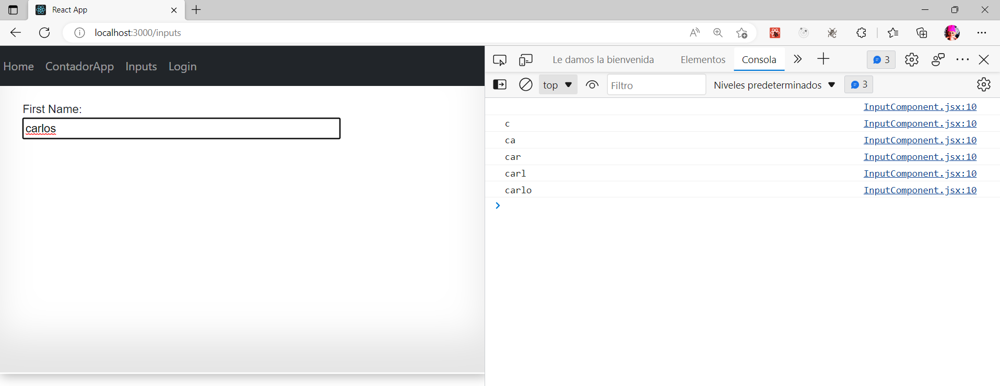 React App
localhost:3000/inputs
Home ContadorApp Inputs Login
First Name:
carlos
Le damos la bienvenida Elementos Consola 3
top Filtro Niveles predeterminados 3
InputComponent.jsx:10
c InputComponent.jsx:10
ca InputComponent.jsx:10
car InputComponent.jsx:10
carl InputComponent.jsx:10
carlo InputComponent.jsx:10